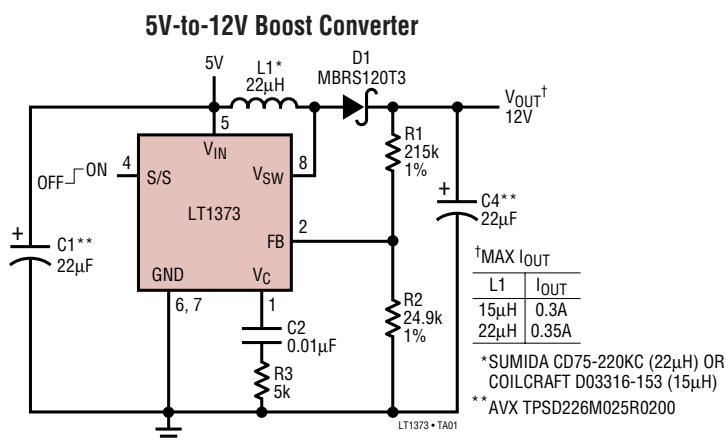 5V-to-12V Boost Converter
5V
L1*
22µH
D1
MBRS120T3
VOUT†
12V
5
VIN
4
S/S
OFF ON
8
VSW
LT1373
2
FB
GND
VC
6, 7
1
R1
215k
1%
+
C4**
22µF
+
C1**
22µF
R2
24.9k
1%
C2
0.01µF
R3
5k
†MAX IOUT
L1 IOUT
15µH 0.3A
22µH 0.35A
*SUMIDA CD75-220KC (22µH) OR
COILCRAFT D03316-153 (15µH)
**AVX TPSD226M025R0200
LT1373 • TA01